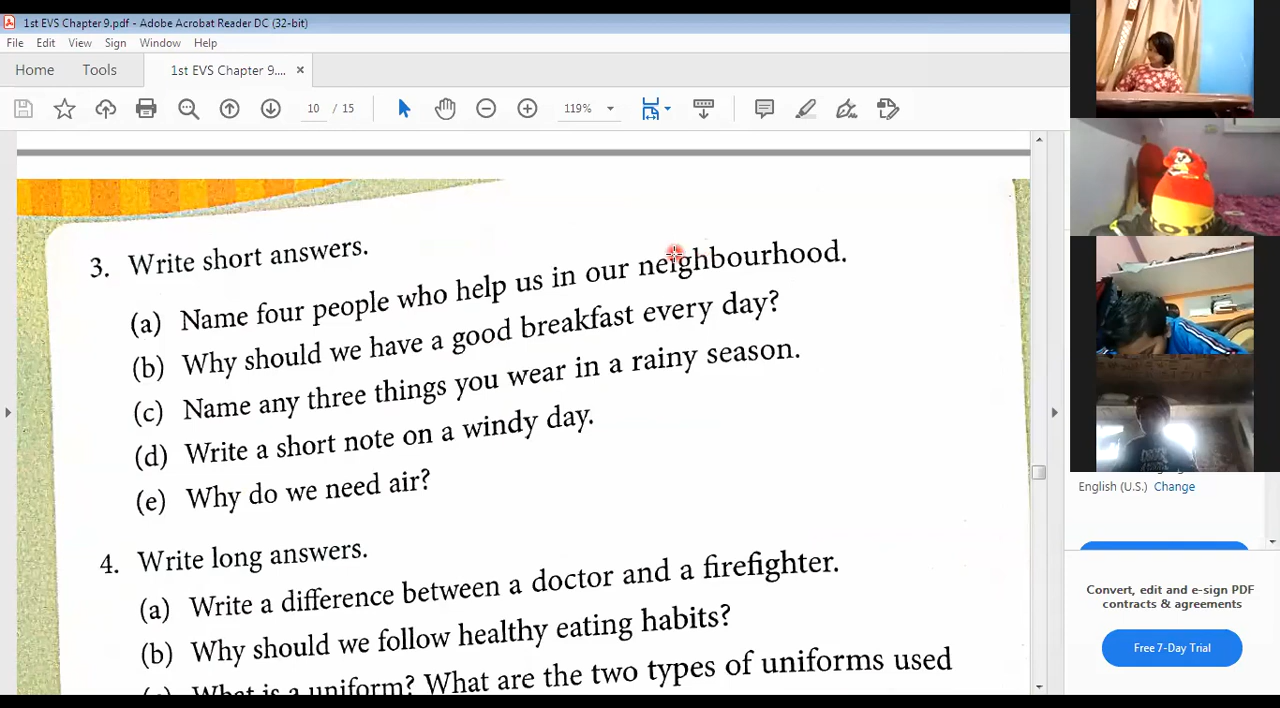 1st EVS Chapter 9.pdf - Adobe Acrobat Reader DC (32-bit)
File Edit View Sign Window Help
Home Tools 1st EVS Chapter 9.... ×
10 / 15 119%
3. Write short answers.
(a) Name four people who help us in our neighbourhood.
(b) Why should we have a good breakfast every day?
(c) Name any three things you wear in a rainy season.
(d) Write a short note on a windy day.
(e) Why do we need air?
4. Write long answers.
(a) Write a difference between a doctor and a firefighter.
(b) Why should we follow healthy eating habits?
What is a uniform? What are the two types of uniforms used
English (U.S.) Change
Convert, edit and e-sign PDF
contracts & agreements
Free 7-Day Trial